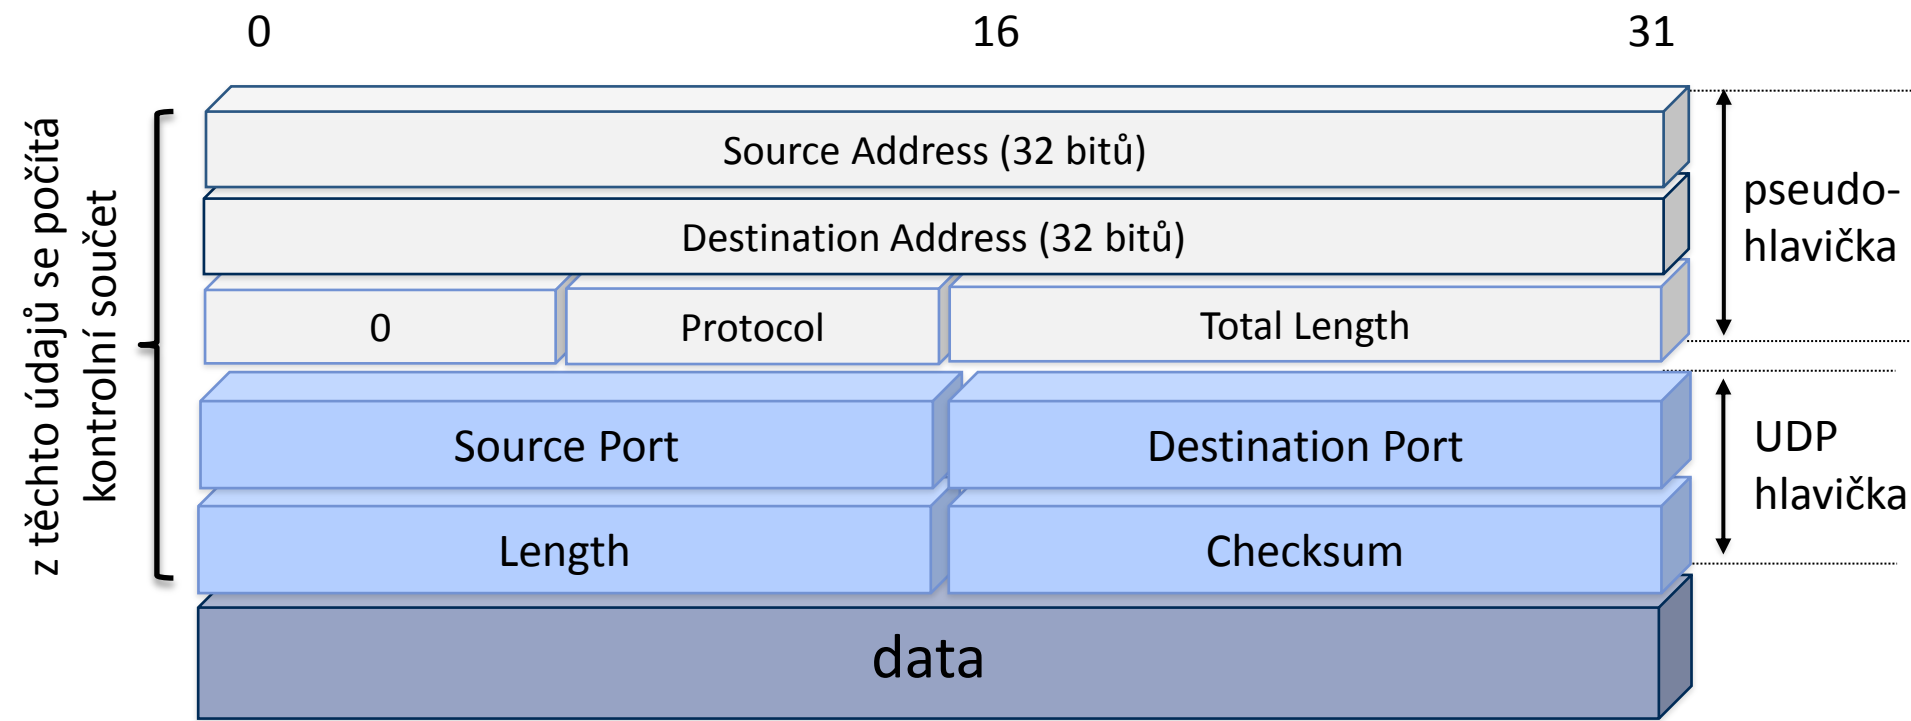 0 16 31
z těchto údajů se počítá
kontrolní součet
Source Address (32 bitů)
Destination Address (32 bitů)
pseudo-
hlavička
0 Protocol Total Length
Source Port Destination Port
UDP
hlavička
Length Checksum
data